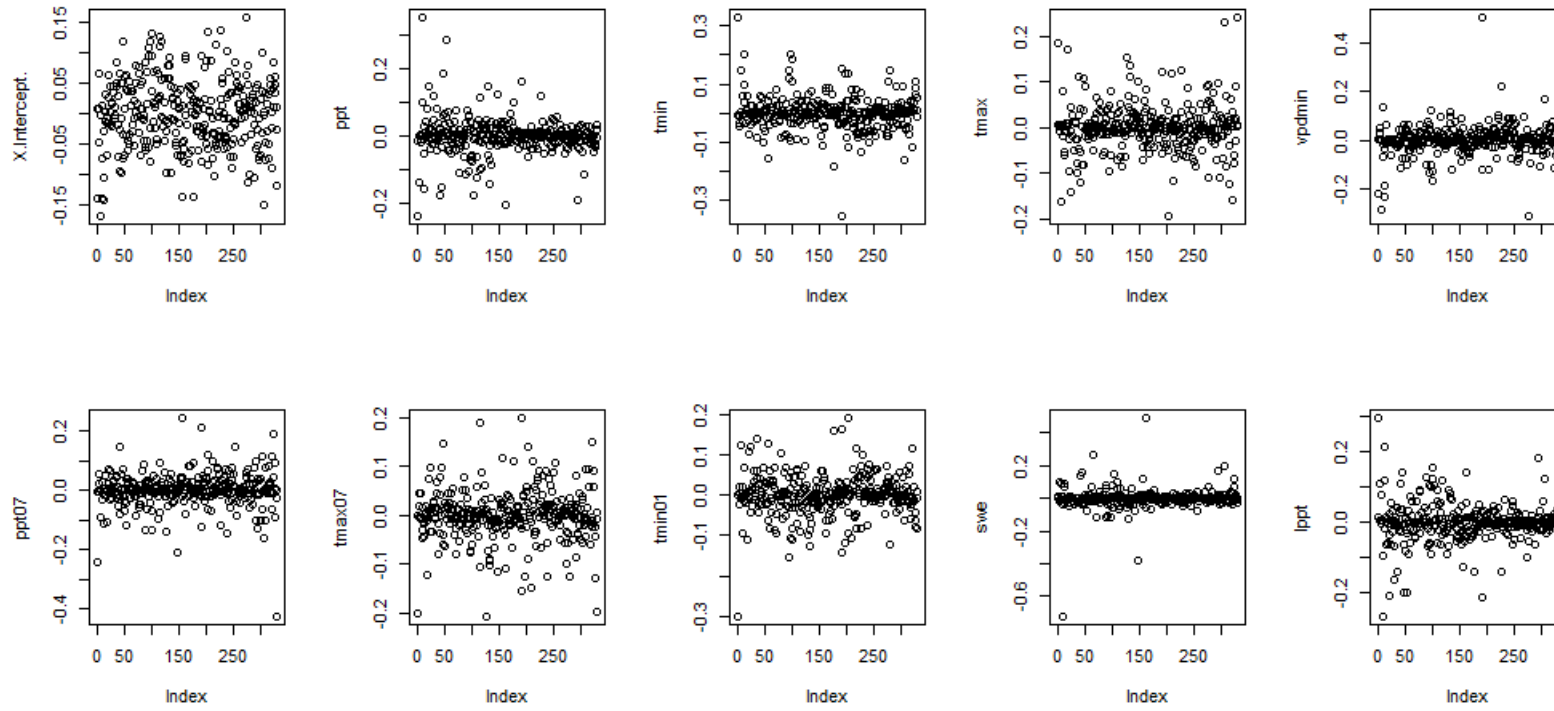 X.Intercept.
-0.15 -0.05 0.05 0.15
0 50 150 250
Index
ppt
-0.2 0.0 0.2
0 50 150 250
Index
tmin
-0.3 -0.1 0.1 0.3
0 50 150 250
Index
tmax
-0.2 -0.1 0.0 0.1 0.2
0 50 150 250
Index
vpdmin
-0.2 0.0 0.2 0.4
0 50 150 250
Index
ppt07
-0.4 -0.2 0.0 0.2
0 50 150 250
Index
tmax07
-0.2 -0.1 0.0 0.1 0.2
0 50 150 250
Index
tmin01
-0.3 -0.1 0.0 0.1 0.2
0 50 150 250
Index
swe
-0.6 -0.2 0.2
0 50 150 250
Index
lppt
-0.2 0.0 0.2
0 50 150 250
Index